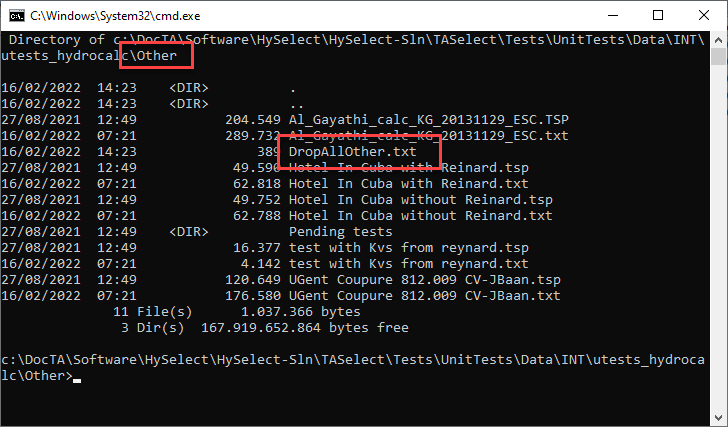 C:\Windows\System32\cmd.exe
Directory of c:\DocTA\Software\HySelect\HySelect-Sln\TASelect\Tests\UnitTests\Data\INT\
utests_hydrocalc\Other
16/02/2022 14:23 <DIR> .
16/02/2022 14:23 <DIR> ..
27/08/2021 12:49 204.549 Al_Gayathi_calc_KG_20131129_ESC.TSP
16/02/2022 07:21 289.732 Al_Gayathi_calc_KG_20131129_ESC.txt
16/02/2022 14:23 389 DropAllOther.txt
27/08/2021 12:49 49.590 Hotel In Cuba with Reinard.tsp
16/02/2022 07:21 62.818 Hotel In Cuba with Reinard.txt
27/08/2021 12:49 49.752 Hotel In Cuba without Reinard.tsp
16/02/2022 07:21 62.788 Hotel In Cuba without Reinard.txt
27/08/2021 12:49 <DIR> Pending tests
27/08/2021 12:49 16.377 test with Kvs from reynard.tsp
16/02/2022 07:21 4.142 test with Kvs from reynard.txt
27/08/2021 12:49 120.649 UGent Coupure 812.009 CV-JBaan.tsp
16/02/2022 07:21 176.580 UGent Coupure 812.009 CV-JBaan.txt
11 File(s) 1.037.366 bytes
3 Dir(s) 167.919.652.864 bytes free
c:\DocTA\Software\HySelect\HySelect-Sln\TASelect\Tests\UnitTests\Data\INT\utests_hydroca
lc\Other>